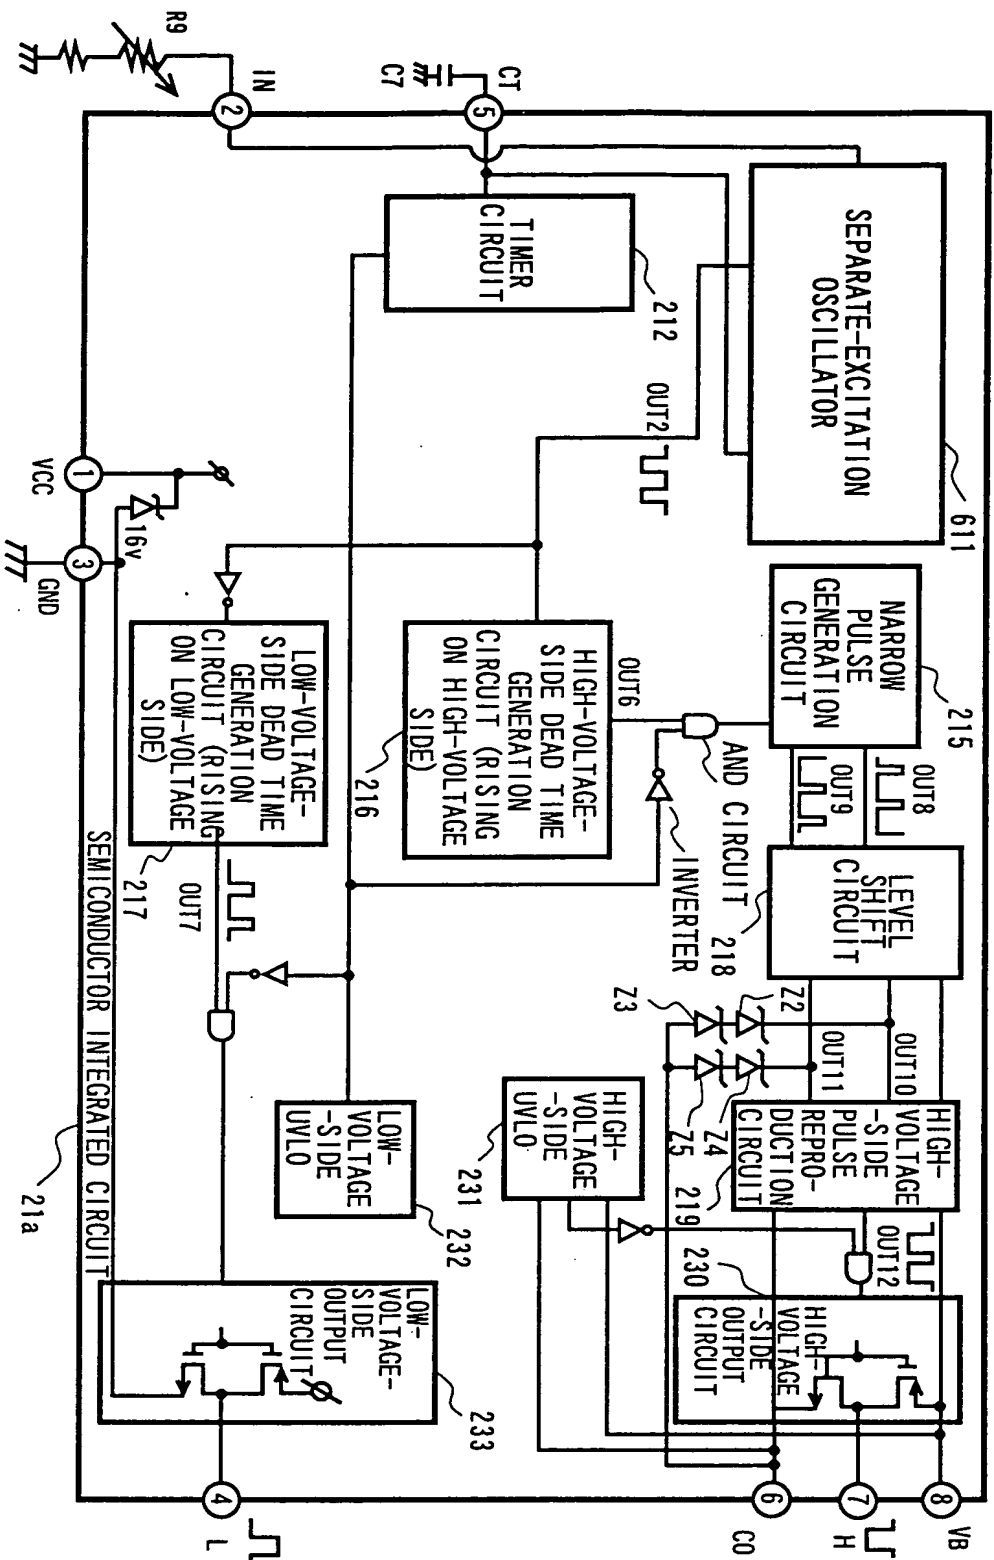 R9
IN
2
C7
CT
5
SEPARATE-EXCITATION
OSCILLATOR
611
TIMER
CIRCUIT
212
OUT2
VCC
1
16v
3
GND
NARROW
PULSE
GENERATION
CIRCUIT
215
OUT8
OUT9
OUT6
AND CIRCUIT
INVERTER
HIGH-VOLTAGE-
SIDE DEAD TIME
GENERATION
CIRCUIT (RISING
ON HIGH-VOLTAGE
SIDE)
216
LOW-VOLTAGE-
SIDE DEAD TIME
GENERATION
CIRCUIT (RISING
ON LOW-VOLTAGE
SIDE)
217
OUT7
LEVEL
SHIFT
CIRCUIT
218
Z2
Z3
Z4
Z5
OUT10
OUT11
HIGH-
VOLTAGE
-SIDE
PULSE
REPRO-
DUCTION
CIRCUIT
219
OUT12
HIGH-
VOLTAGE
-SIDE
UVLO
231
LOW-
VOLTAGE
-SIDE
UVLO
232
230
HIGH-
VOLTAGE
-SIDE
OUTPUT
CIRCUIT
LOW-
VOLTAGE-
SIDE
OUTPUT
CIRCUIT
233
8
VB
7
H
6
CO
4
L
SEMICONDUCTOR INTEGRATED CIRCUIT
21a